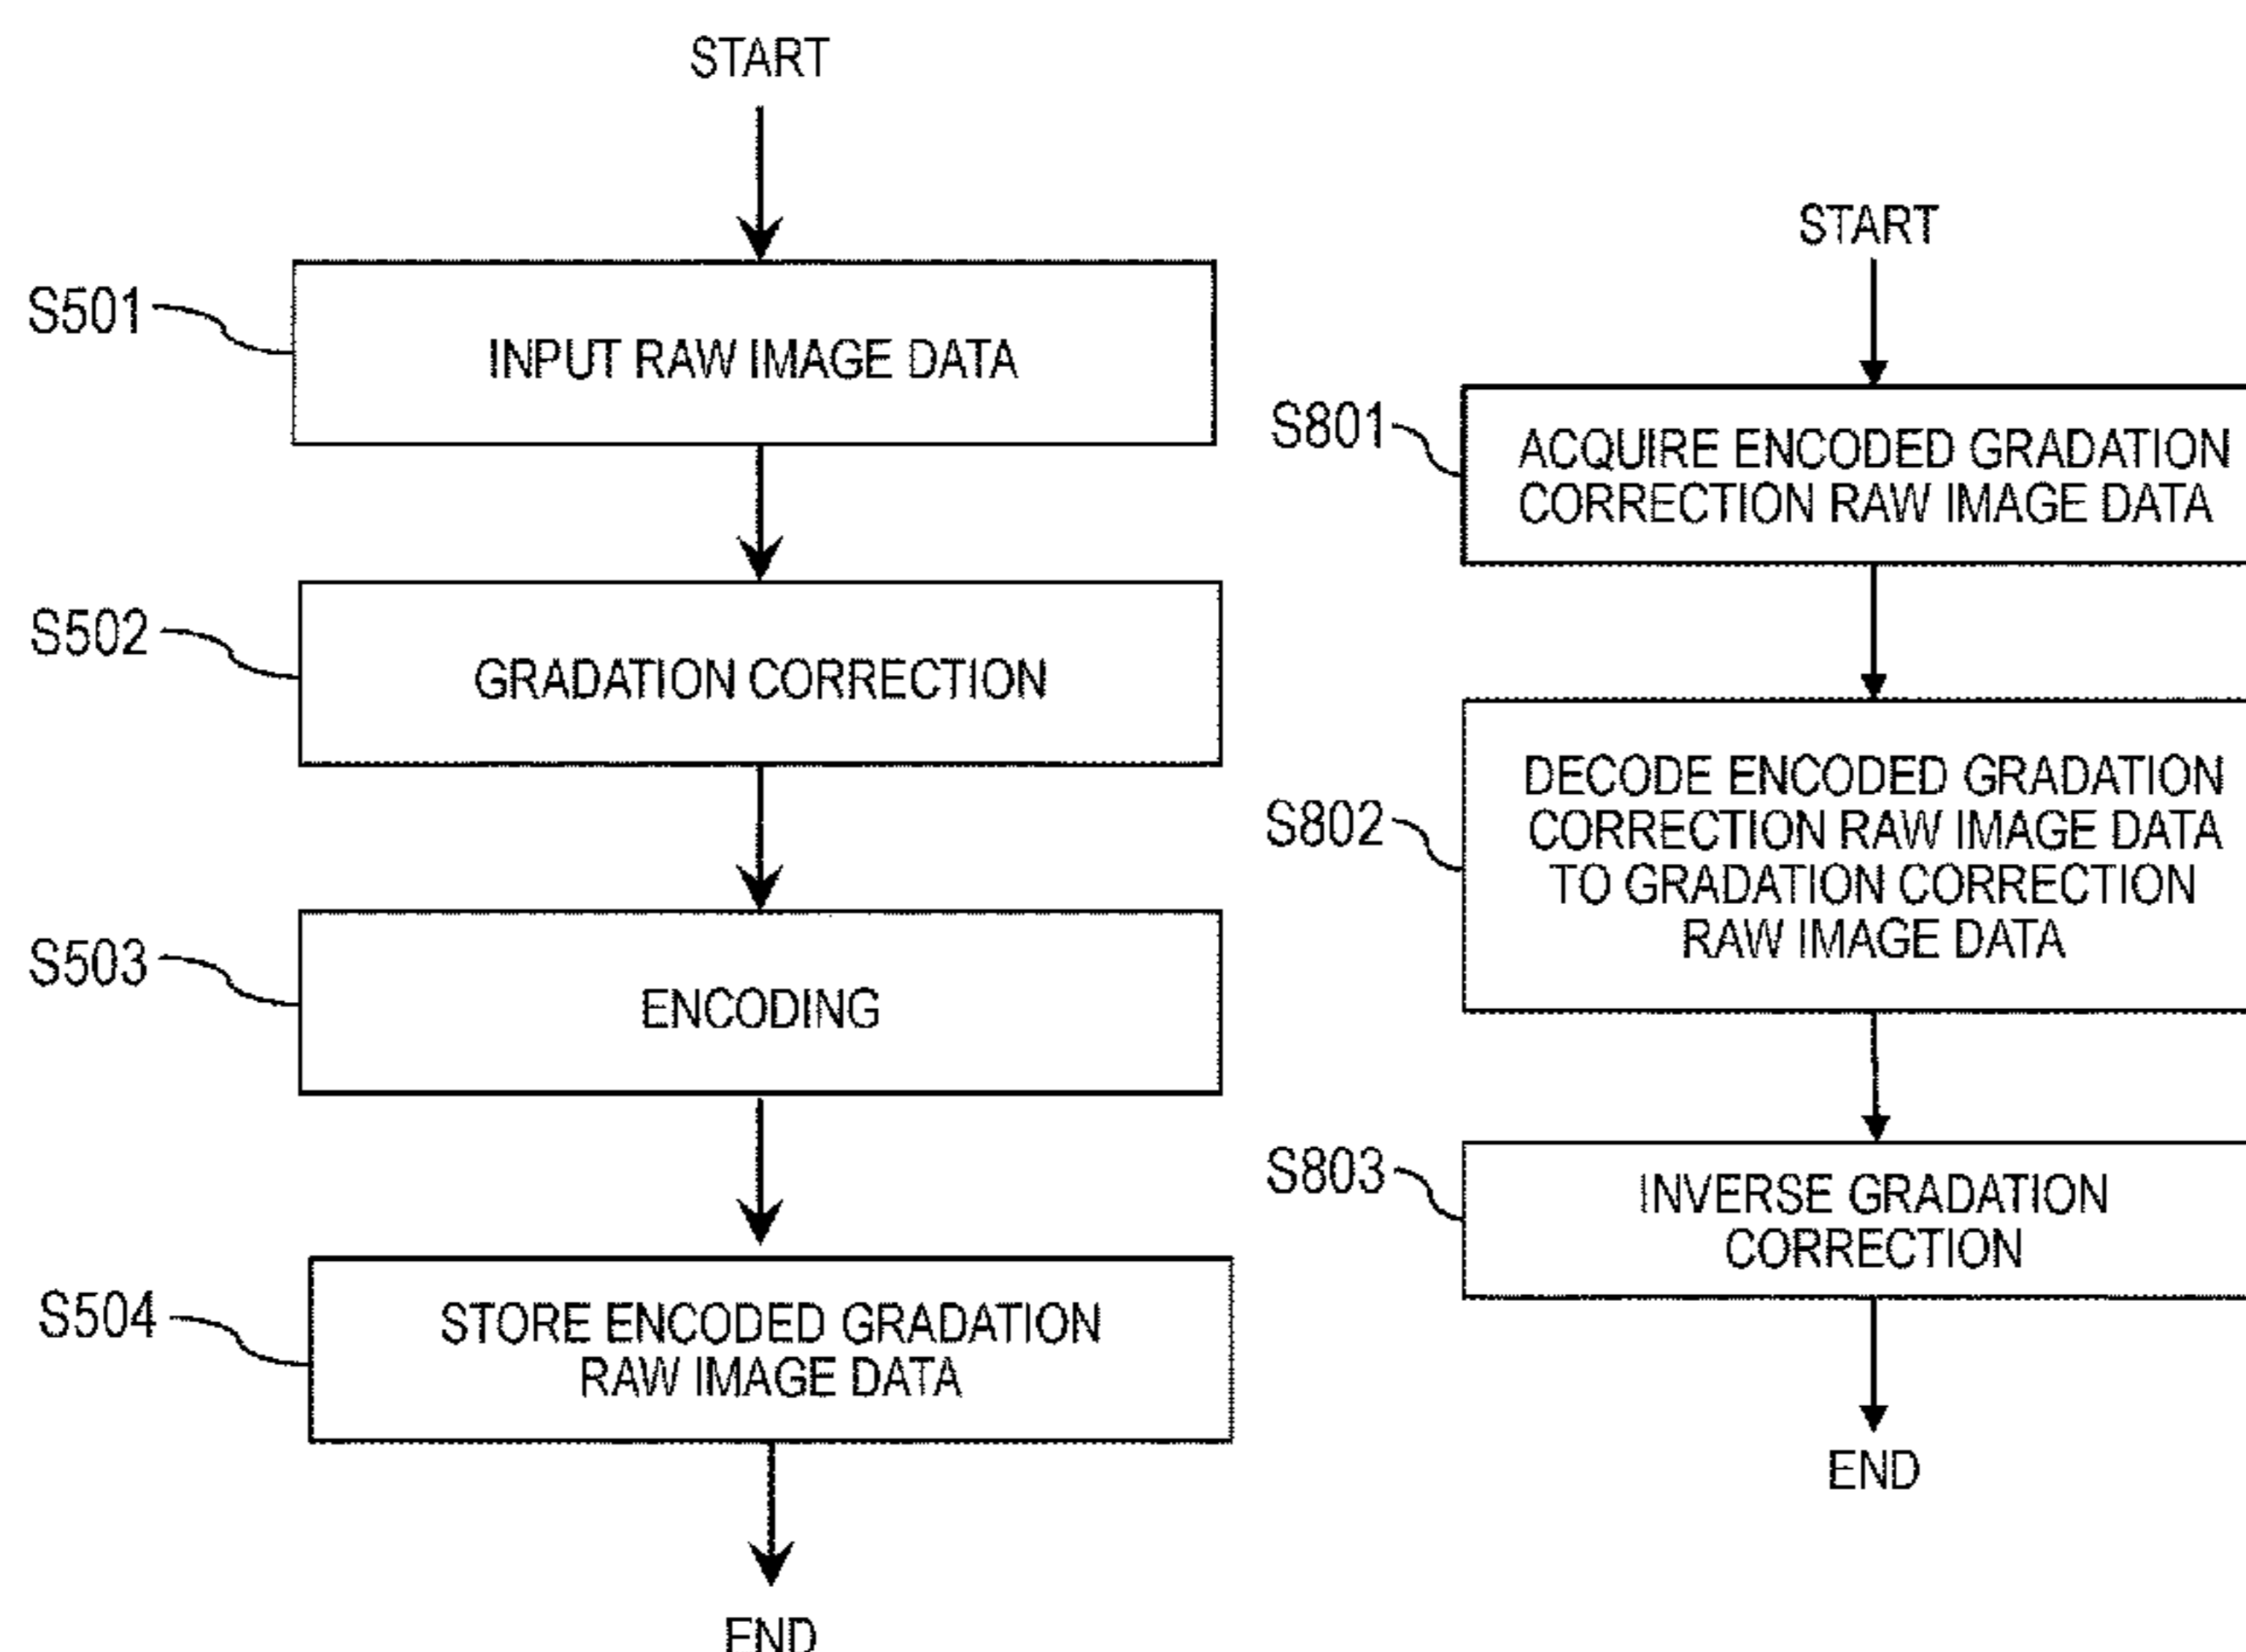 START
S501
INPUT RAW IMAGE DATA
S502
GRADATION CORRECTION
S503
ENCODING
S504
STORE ENCODED GRADATION
RAW IMAGE DATA
END
START
S801
ACQUIRE ENCODED GRADATION
CORRECTION RAW IMAGE DATA
S802
DECODE ENCODED GRADATION
CORRECTION RAW IMAGE DATA
TO GRADATION CORRECTION
RAW IMAGE DATA
S803
INVERSE GRADATION
CORRECTION
END